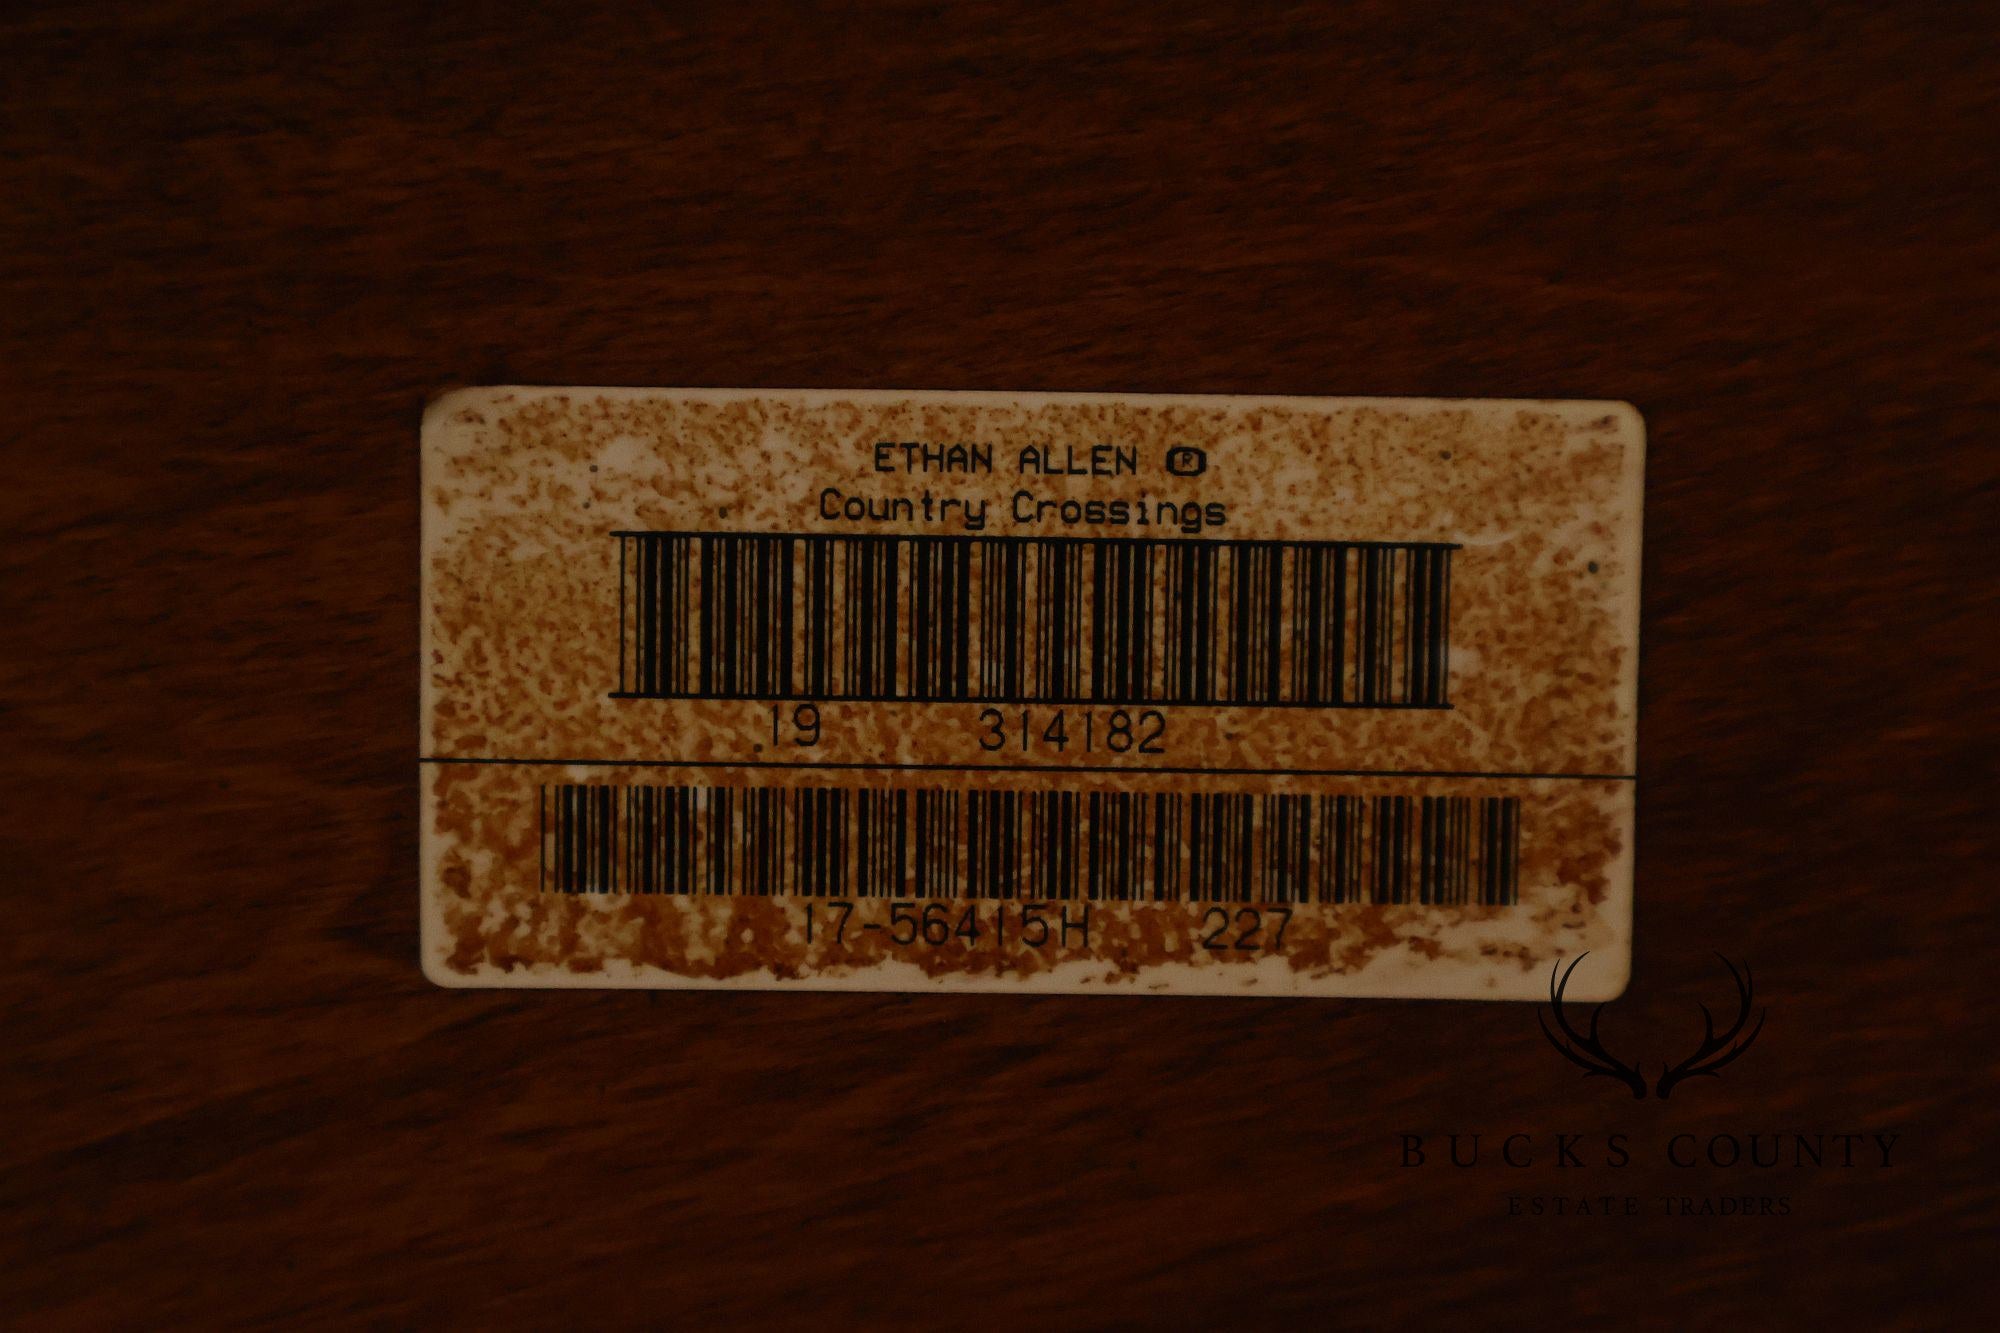 ETHAN ALLEN ®
Country Crossings
19 314182
17-56415H 227
BUCKS COUNTY
ESTATE TRADERS